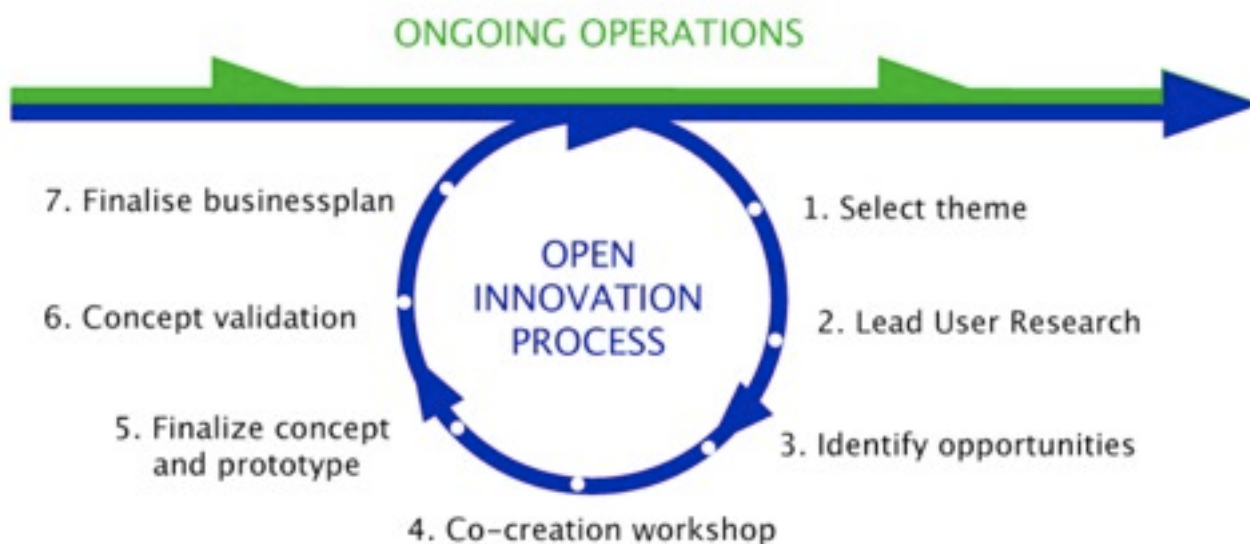 ONGOING OPERATIONS
OPEN
INNOVATION
PROCESS
1. Select theme
2. Lead User Research
3. Identify opportunities
4. Co-creation workshop
5. Finalize concept
and prototype
6. Concept validation
7. Finalise businessplan